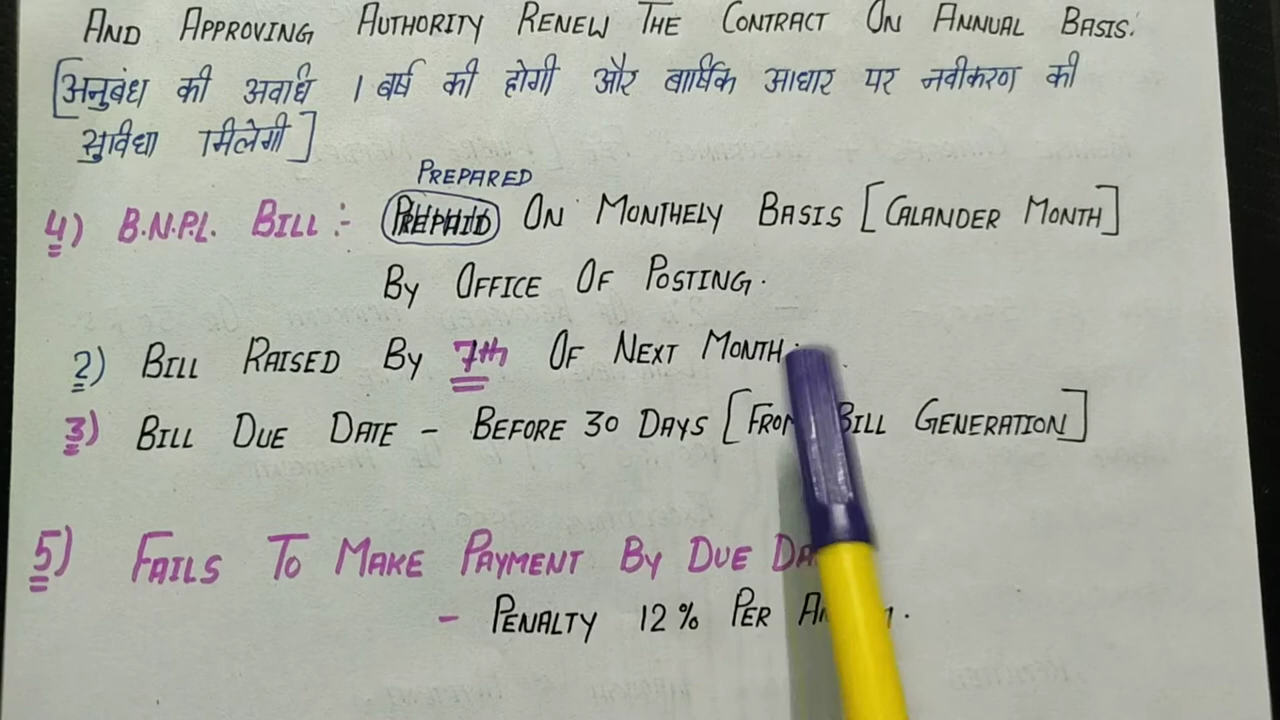 AND APPROVING AUTHORITY RENEW THE CONTRACT ON ANNUAL BASIS.
[अनुबंध की अवधि 1 वर्ष की होगी और वार्षिक आधार पर नवीकरण की
सुविधा मिलेगी]
PREPARED
4) B.N.P.L. BILL :- ON MONTHELY BASIS [CALANDER MONTH]
BY OFFICE OF POSTING.
2) BILL RAISED BY 7th OF NEXT MONTH.
3) BILL DUE DATE - BEFORE 30 DAYS [FROM BILL GENERATION]
5) FAILS TO MAKE PAYMENT BY DUE
- PENALTY 12% PER